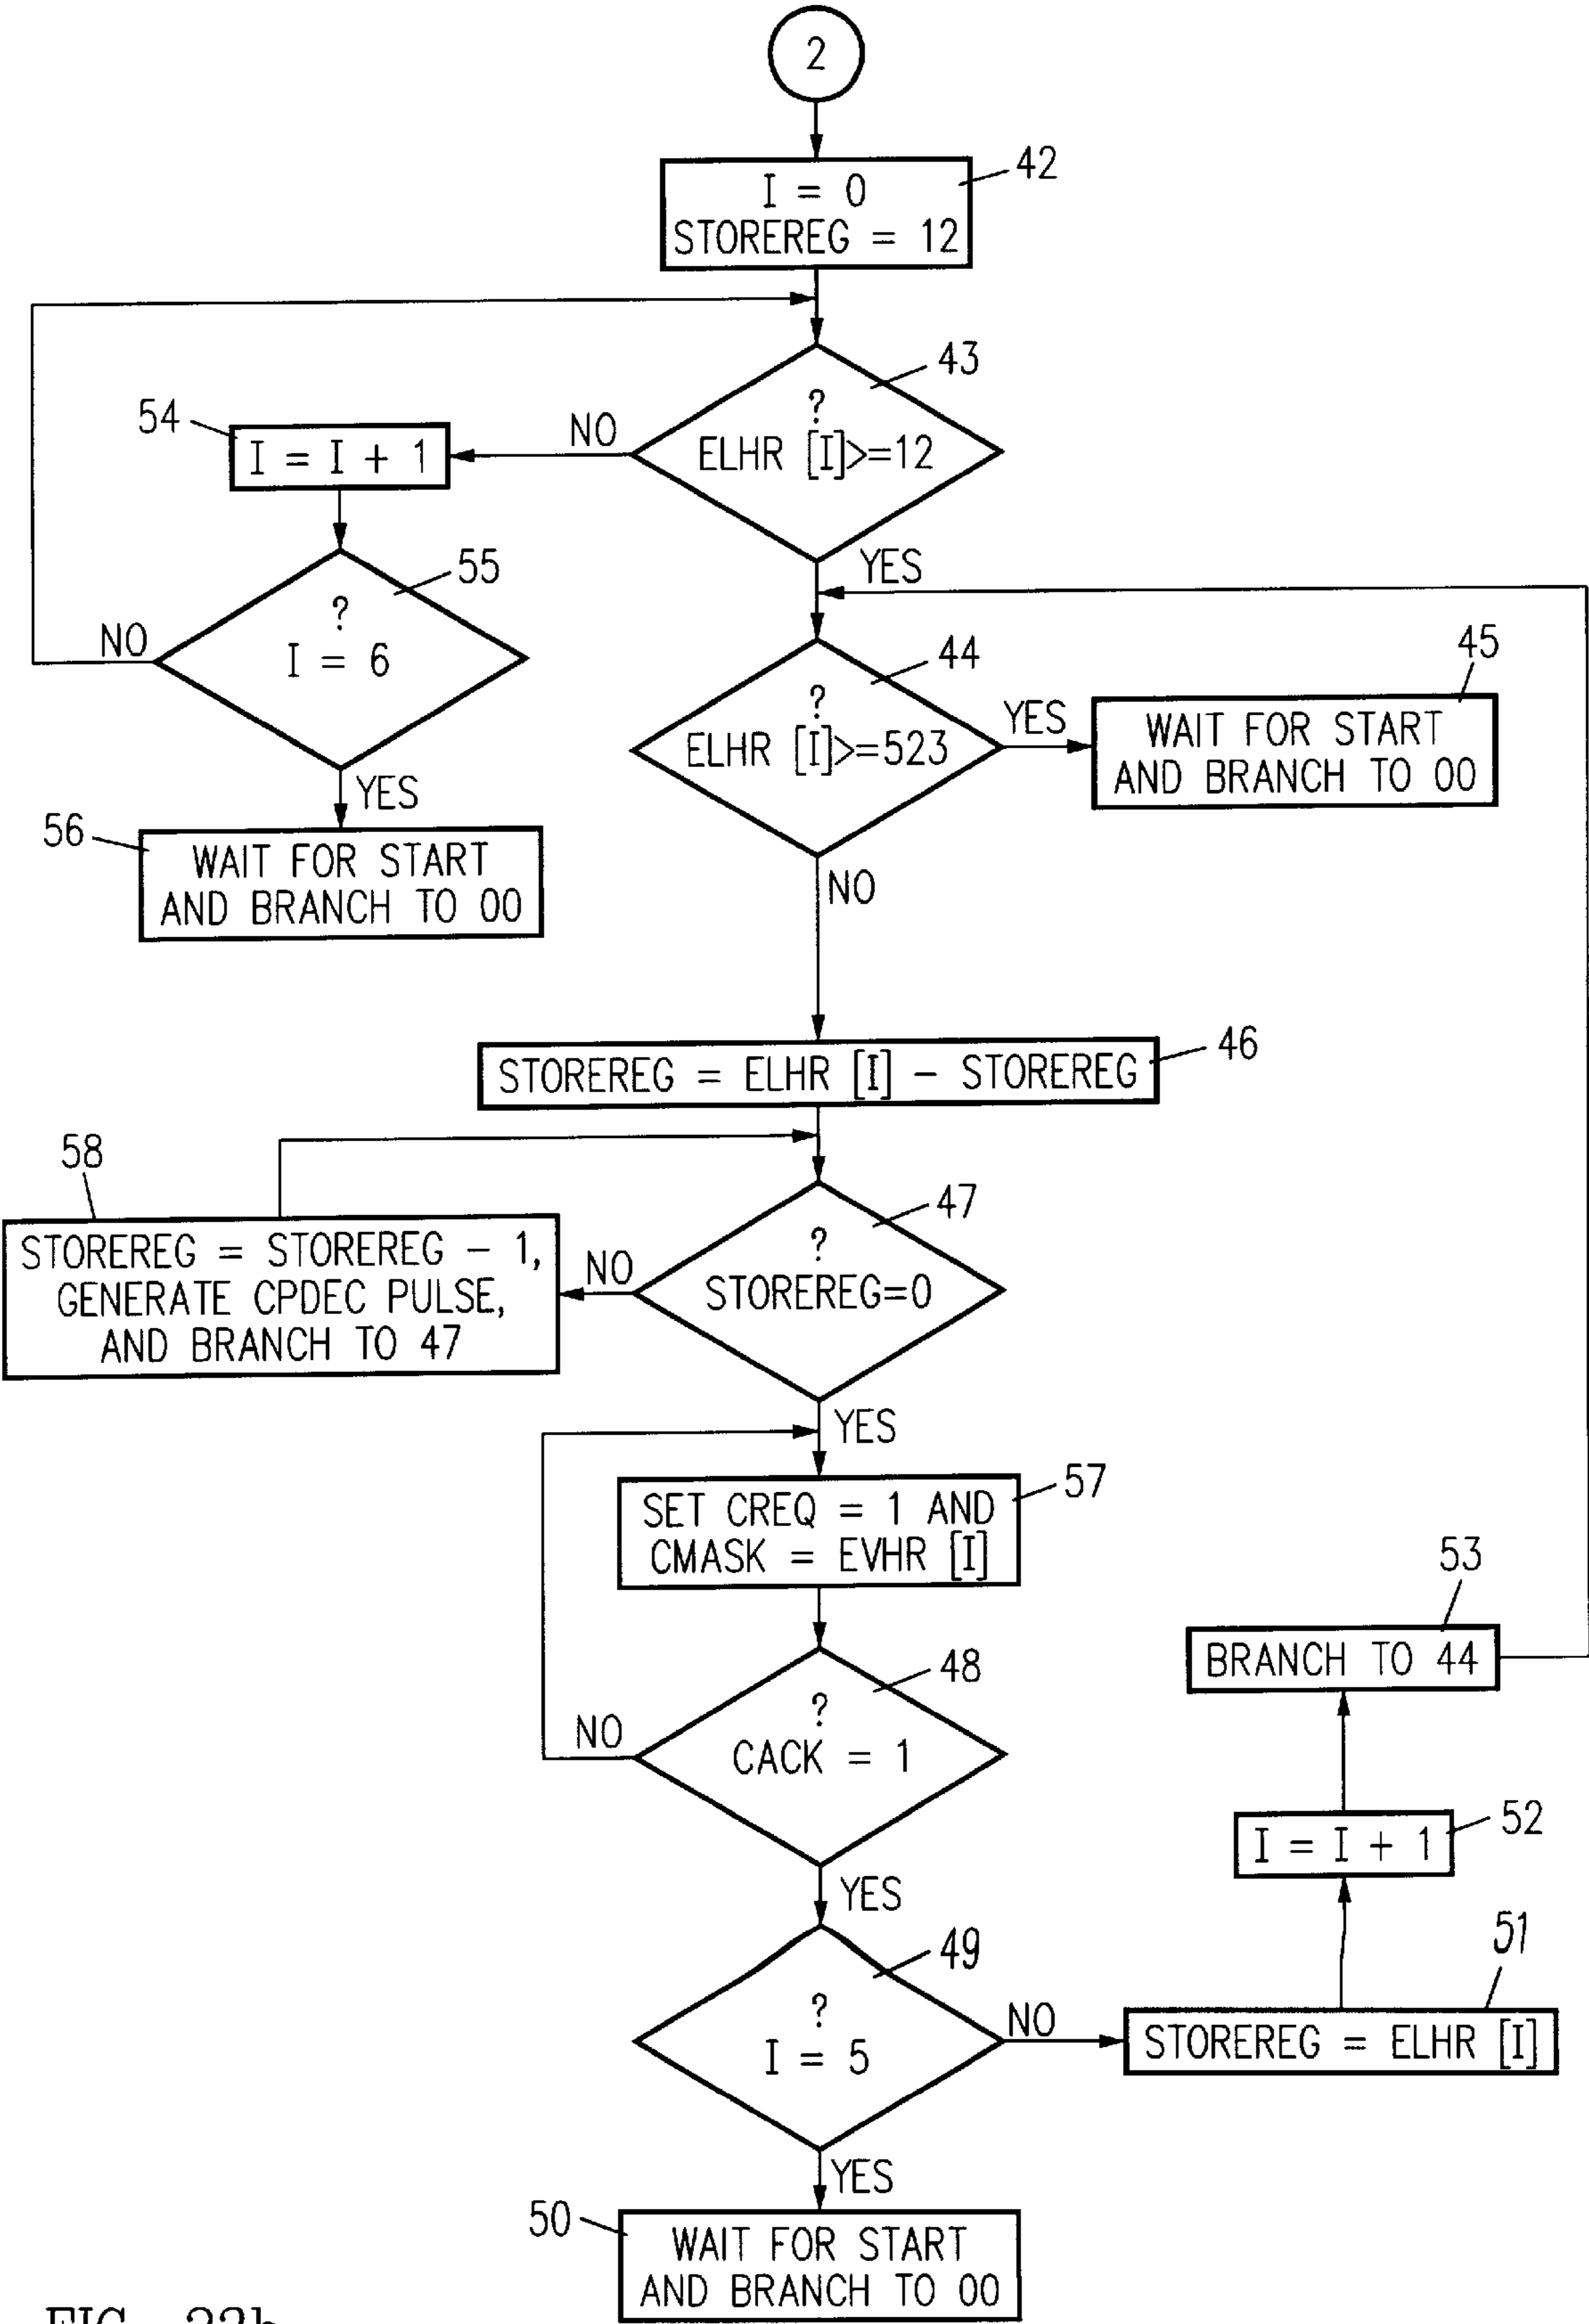 2
42
I = 0
STOREREG = 12
43
?
ELHR [I]>=12
NO
54
I = I + 1
YES
55
?
I = 6
NO
YES
56
WAIT FOR START
AND BRANCH TO 00
44
?
ELHR [I]>=523
YES
45
WAIT FOR START
AND BRANCH TO 00
NO
46
STOREREG = ELHR [I] - STOREREG
58
STOREREG = STOREREG - 1,
GENERATE CPDEC PULSE,
AND BRANCH TO 47
NO
47
?
STOREREG=0
YES
57
SET CREQ = 1 AND
CMASK = EVHR [I]
48
?
CACK = 1
NO
YES
53
BRANCH TO 44
52
I = I + 1
51
STOREREG = ELHR [I]
49
?
I = 5
NO
YES
50
WAIT FOR START
AND BRANCH TO 00